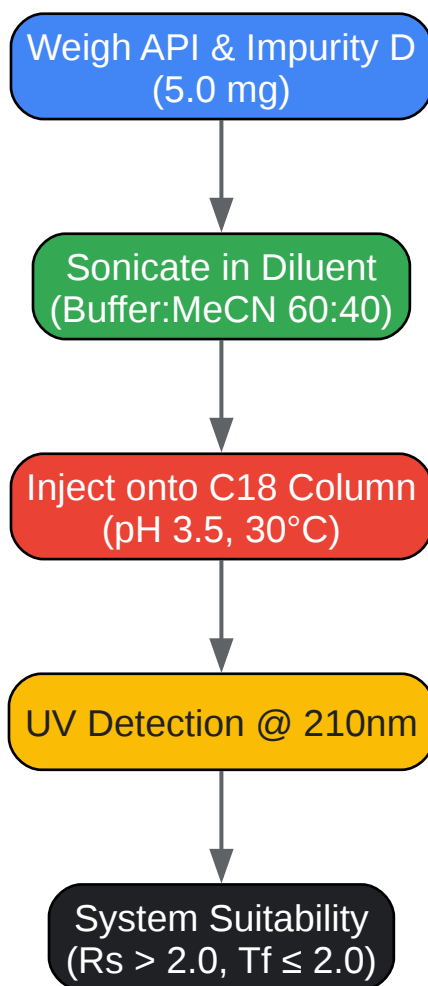 Weigh API & Impurity D
(5.0 mg)
Sonicate in Diluent
(Buffer:MeCN 60:40)
Inject onto C18 Column
(pH 3.5, 30°C)
UV Detection @ 210nm
System Suitability
(Rs > 2.0, Tf ≤ 2.0)